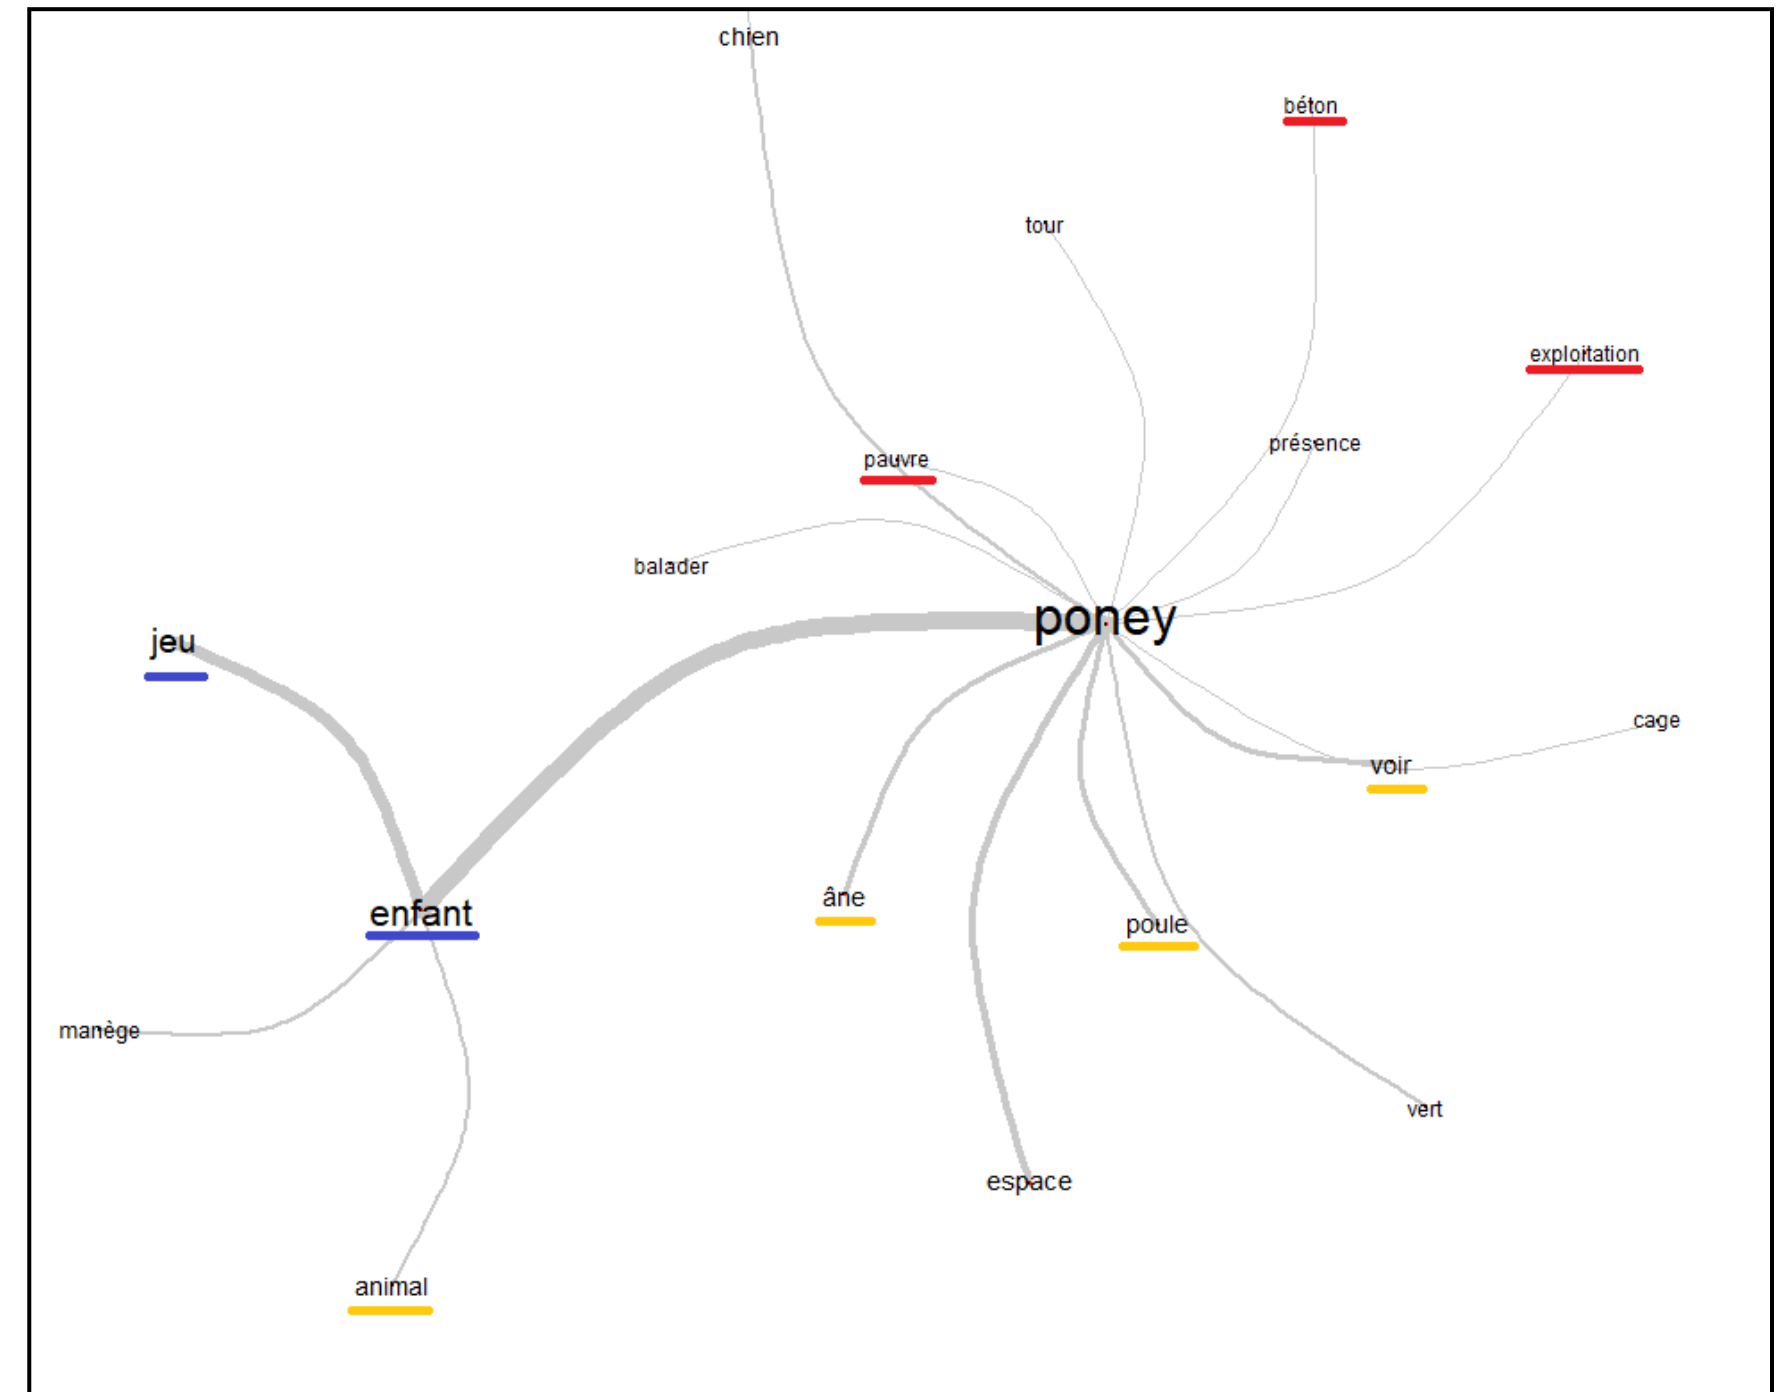 chien
béton
tour
exploitation
présence
pauvre
balader
poney
jeu
cage
voir
âne
enfant
poule
manège
vert
espace
animal